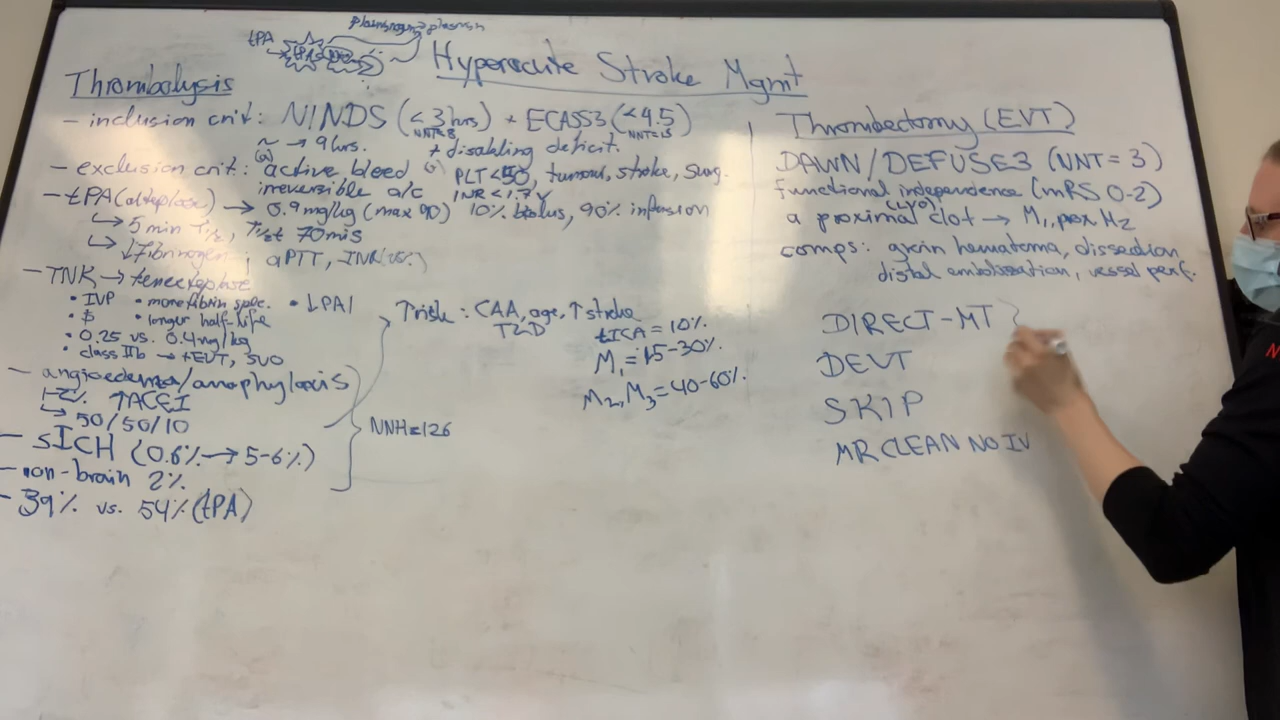 plasminogen → plasmin
tPA
Hyperacute Stroke Mgmt
Thrombolysis
- inclusion crit: NINDS (<3hrs) + ECASS3 (<4.5)
NNT=8 NNT=15
~ → 9hrs. + disabling deficit.
- exclusion crit: active bleed PLT<50, tumour, stroke, surg.
irreversible a/c INR<1.7
- tPA (alteplase) → 0.9mg/kg (max 90) 10% bolus, 90% infusion
↳ 5 min T1/2,
↳ ↓fibrinogen; aPTT, INR
- TNK → tenecteplase
• IVP • more fibrin spec. • ↓PAI
• $ • longer half-life
• 0.25 vs. 0.4mg/kg
• class IIb → +EVT,
- angioedema/anaphylaxis
1-2% ↑ACEI
↳ 50/50/10
- sICH (0.6% → 5-6%)
- non-brain 2%
- 39% vs. 54% (tPA)
NNH=126
↑risk: CAA, age, ↑stroke
T2D
tICA = 10%
M1 = 15-30%
M2, M3 = 40-60%
Thrombectomy (EVT)
DAWN/DEFUSE3 (NNT=3)
functional independence (mRS 0-2)
(LVO)
a proximal clot → M1, prox M2
comps: groin hematoma, dissection
distal embolization, vessel perf.
DIRECT-MT
DEVT
SKIP
MR CLEAN NO IV